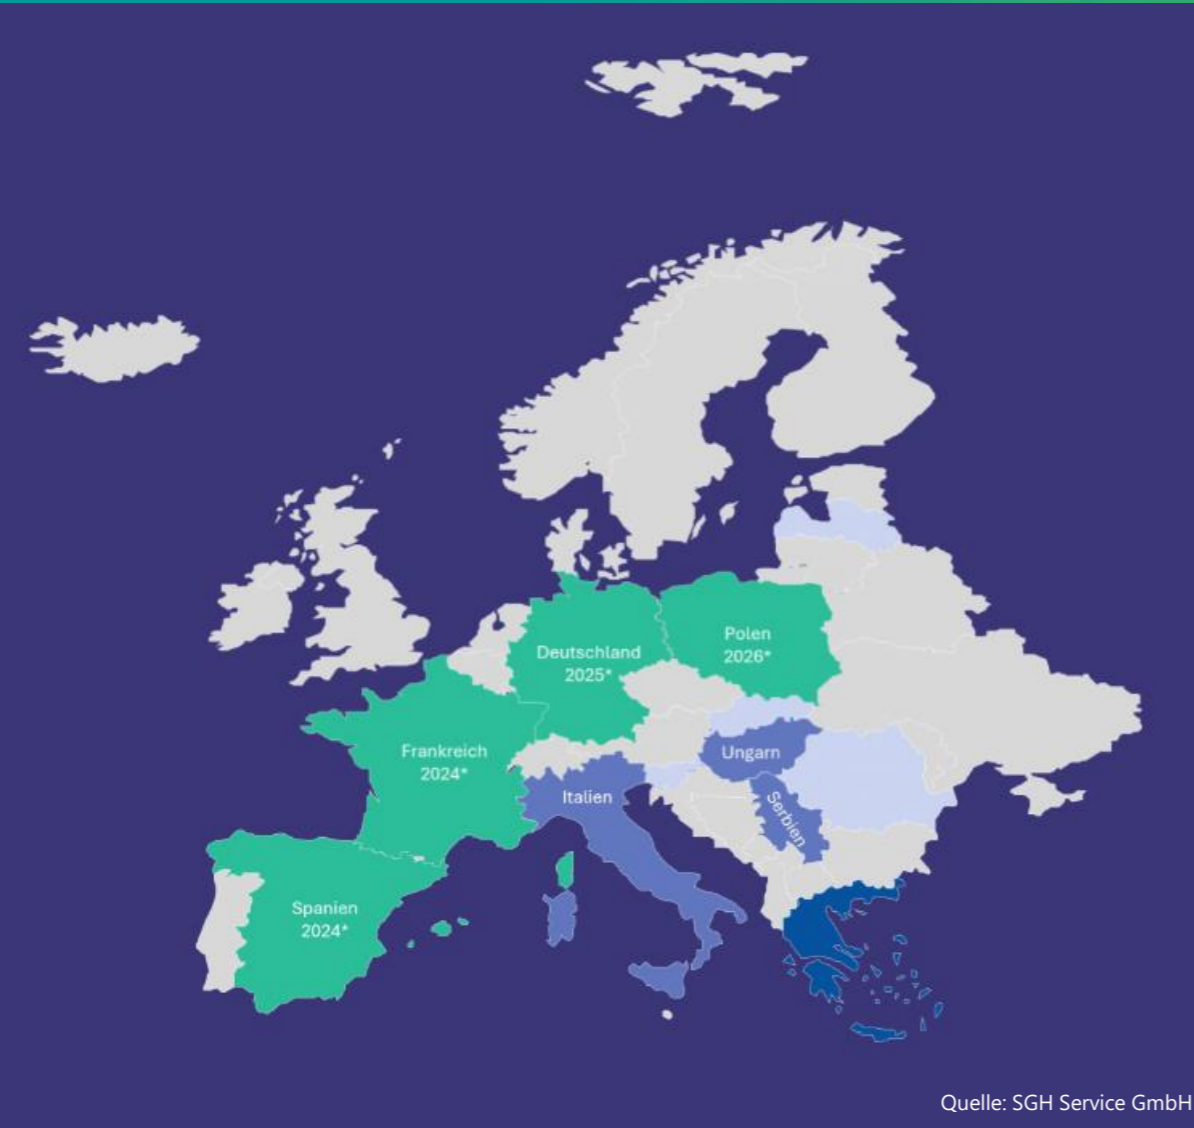 Polen
2026*
Deutschland
2025*
Frankreich
2024*
Ungarn
Italien
Serbien
Spanien
2024*
Quelle: SGH Service GmbH